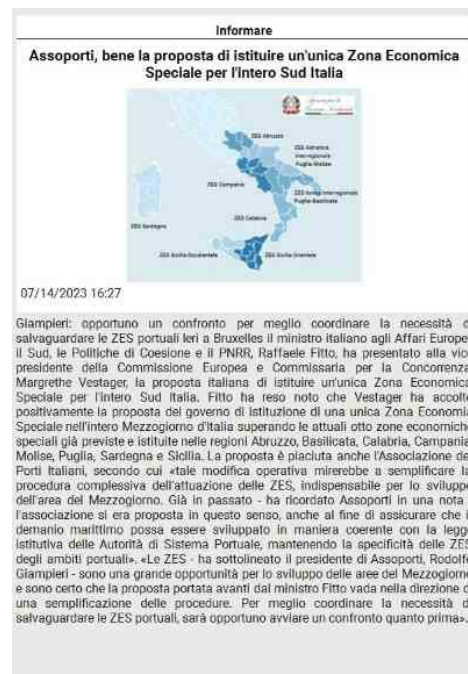 Informare
Assoporti, bene la proposta di istituire un'unica Zona Economica
Speciale per l'intero Sud Italia
ZES Abruzzo
ZES Adriatica
Interregionale
Puglia-Molise
ZES Campania
ZES Ionica Interregionale
Puglia-Basilicata
ZES Calabria
ZES Sardegna
ZES Sicilia Occidentale
ZES Sicilia Orientale
07/14/2023 16:27
Giampieri: opportuno un confronto per meglio coordinare la necessità d
salvaguardare le ZES portuali Ieri a Bruxelles il ministro italiano agli Affari Europe
il Sud, le Politiche di Coesione e il PNRR, Raffaele Fitto, ha presentato alla vice
presidente della Commissione Europea e Commissaria per la Concorrenza
Margrethe Vestager, la proposta italiana di istituire un'unica Zona Economica
Speciale per l'intero Sud Italia. Fitto ha reso noto che Vestager ha accolto
positivamente la proposta del governo di istituzione di una unica Zona Economic
Speciale nell'intero Mezzogiorno d'Italia superando le attuali otto zone economiche
speciali già previste e istituite nelle regioni Abruzzo, Basilicata, Calabria, Campania
Molise, Puglia, Sardegna e Sicilia. La proposta è piaciuta anche l'Associazione de
Porti Italiani, secondo cui «tale modifica operativa mirerebbe a semplificare la
procedura complessiva dell'attuazione delle ZES, indispensabile per lo sviluppo
dell'area del Mezzogiorno. Già in passato - ha ricordato Assoporti in una nota
l'associazione si era proposta in questo senso, anche al fine di assicurare che i
demanio marittimo possa essere sviluppato in maniera coerente con la legge
istitutiva delle Autorità di Sistema Portuale, mantenendo la specificità delle ZES
degli ambiti portuali». «Le ZES - ha sottolineato il presidente di Assoporti, Rodolfo
Giampieri - sono una grande opportunità per lo sviluppo delle aree del Mezzogiorno
e sono certo che la proposta portata avanti dal ministro Fitto vada nella direzione d
una semplificazione delle procedure. Per meglio coordinare la necessità d
salvaguardare le ZES portuali, sarà opportuno avviare un confronto quanto prima».